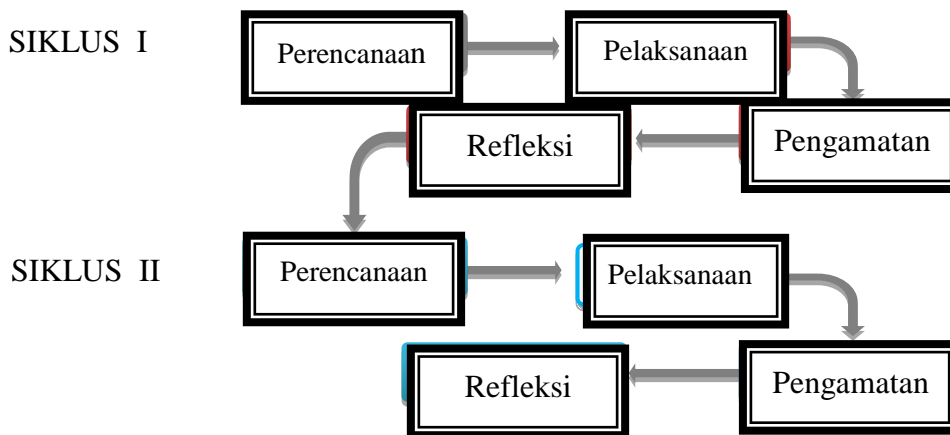 SIKLUS I
Perencanaan
Pelaksanaan
Refleksi
Pengamatan
SIKLUS II
Perencanaan
Pelaksanaan
Refleksi
Pengamatan